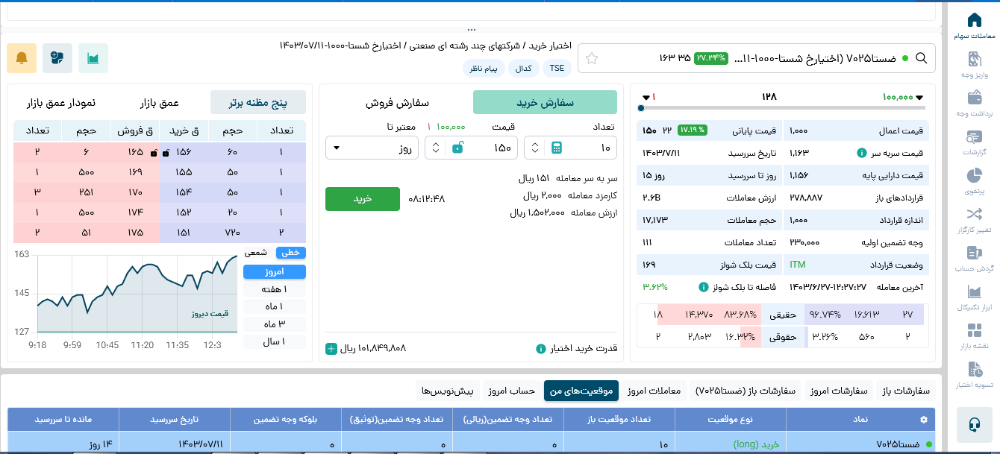 معاملات سهام
واریز وجه
برداشت وجه
گزارشات
پرتفوی
تغییر کارگزار
گردش حساب
ابزار تکنیکال
نقشه بازار
تسویه اختیار
ضستا۷۰۲۵ (اختیارخ شستا-۱۰۰۰-۱۱... ۲۷.۳۴% ۳۵ ۱۶۳
اختیار خرید / شرکتهای چند رشته ای صنعتی / اختیارخ شستا-۱۰۰۰-۱۴۰۳/۰۷/۱۱
TSE کدال پیام ناظر
۱۰۰,۰۰۰ ۱۲۸ ۱
قیمت اعمال ۱,۰۰۰ قیمت پایانی ۱۷.۱۹ % ۲۲ ۱۵۰
قیمت سربه سر ۱,۱۶۳ تاریخ سررسید ۱۴۰۳/۷/۱۱
قیمت دارایی پایه ۱,۱۵۶ روز تا سررسید ۱۵ روز
قراردادهای باز ۲۷۸,۸۸۷ ارزش معاملات ۲.۶B
اندازه قرارداد ۱,۰۰۰ حجم معاملات ۱۷,۱۷۳
وجه تضمین اولیه ۲۳۰,۰۰۰ تعداد معاملات ۱۱۱
وضعیت قرارداد ITM قیمت بلک شولز ۱۶۹
آخرین معامله ۱۴۰۳/۶/۲۷-۱۲:۲۷:۲۷ فاصله تا بلک شولز ۳.۶۲%
۲۷ ۱۶,۶۱۳ ۹۶.۷۴% حقیقی ۸۳.۶۸% ۱۴,۳۷۰ ۱۸
۲ ۵۶۰ ۳.۲۶% حقوقی ۱۶.۳۲% ۲,۸۰۳ ۲
سفارش خرید سفارش فروش
تعداد قیمت ۱۰۰,۰۰۰ ۱ معتبر تا
۱۰ ۱۵۰ روز
سر به سر معامله ۱۵۱ ریال
کارمزد معامله ۲,۰۰۰ ریال
ارزش معامله ۱,۵۰۲,۰۰۰ ریال
۰۸:۱۲:۴۸ خرید
قدرت خرید اختیار ۱۰۱,۸۴۹,۸۰۸ ریال
پنج مظنه برتر عمق بازار نمودار عمق بازار
تعداد حجم ق خرید ق فروش حجم تعداد
۱ ۶۰ ۱۵۶ ۱۶۵ ۶ ۲
۱ ۵۰ ۱۵۵ ۱۶۹ ۵۰۰ ۱
۱ ۵۰ ۱۵۴ ۱۷۰ ۲۵۱ ۳
۱ ۲۰ ۱۵۲ ۱۷۴ ۵۰۰ ۱
۲ ۷۲۰ ۱۵۱ ۱۷۵ ۵۱ ۲
خطی شمعی
امروز
۱ هفته
۱ ماه
۳ ماه
۱ سال
163
145
127
قیمت دیروز
9:18 9:59 10:45 11:20 11:35 12:3
سفارشات باز سفارشات امروز سفارشات باز (ضستا۷۰۲۵) معاملات امروز موقعیت‌های من حساب امروز پیش‌نویس‌ها
نماد نوع موقعیت تعداد موقعیت باز تعداد وجه تضمین(ریالی) تعداد وجه تضمین(توثیق) بلوکه وجه تضمین تاریخ سررسید مانده تا سررسید
ضستا۷۰۲۵ خرید (long) ۱۰ ۰ ۰ ۰ ۱۴۰۳/۰۷/۱۱ ۱۴ روز